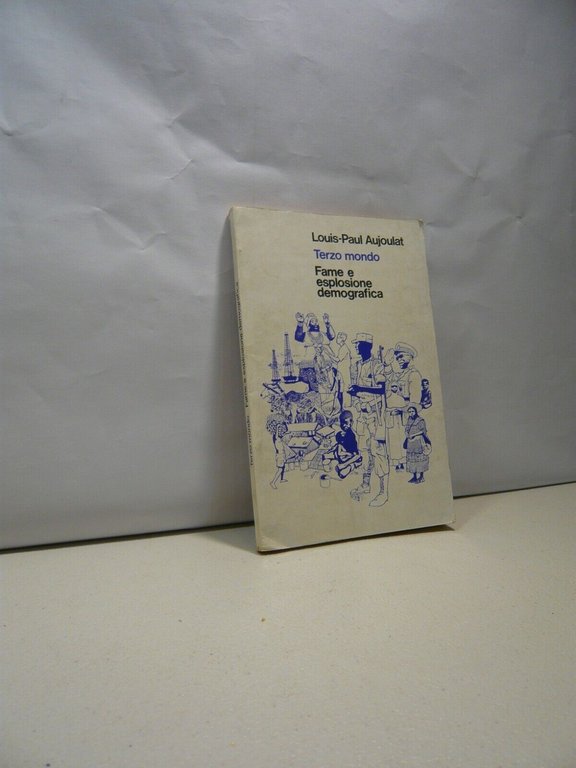 Louis-Paul Aujoulat
Terzo mondo
Fame e
esplosione
demografica